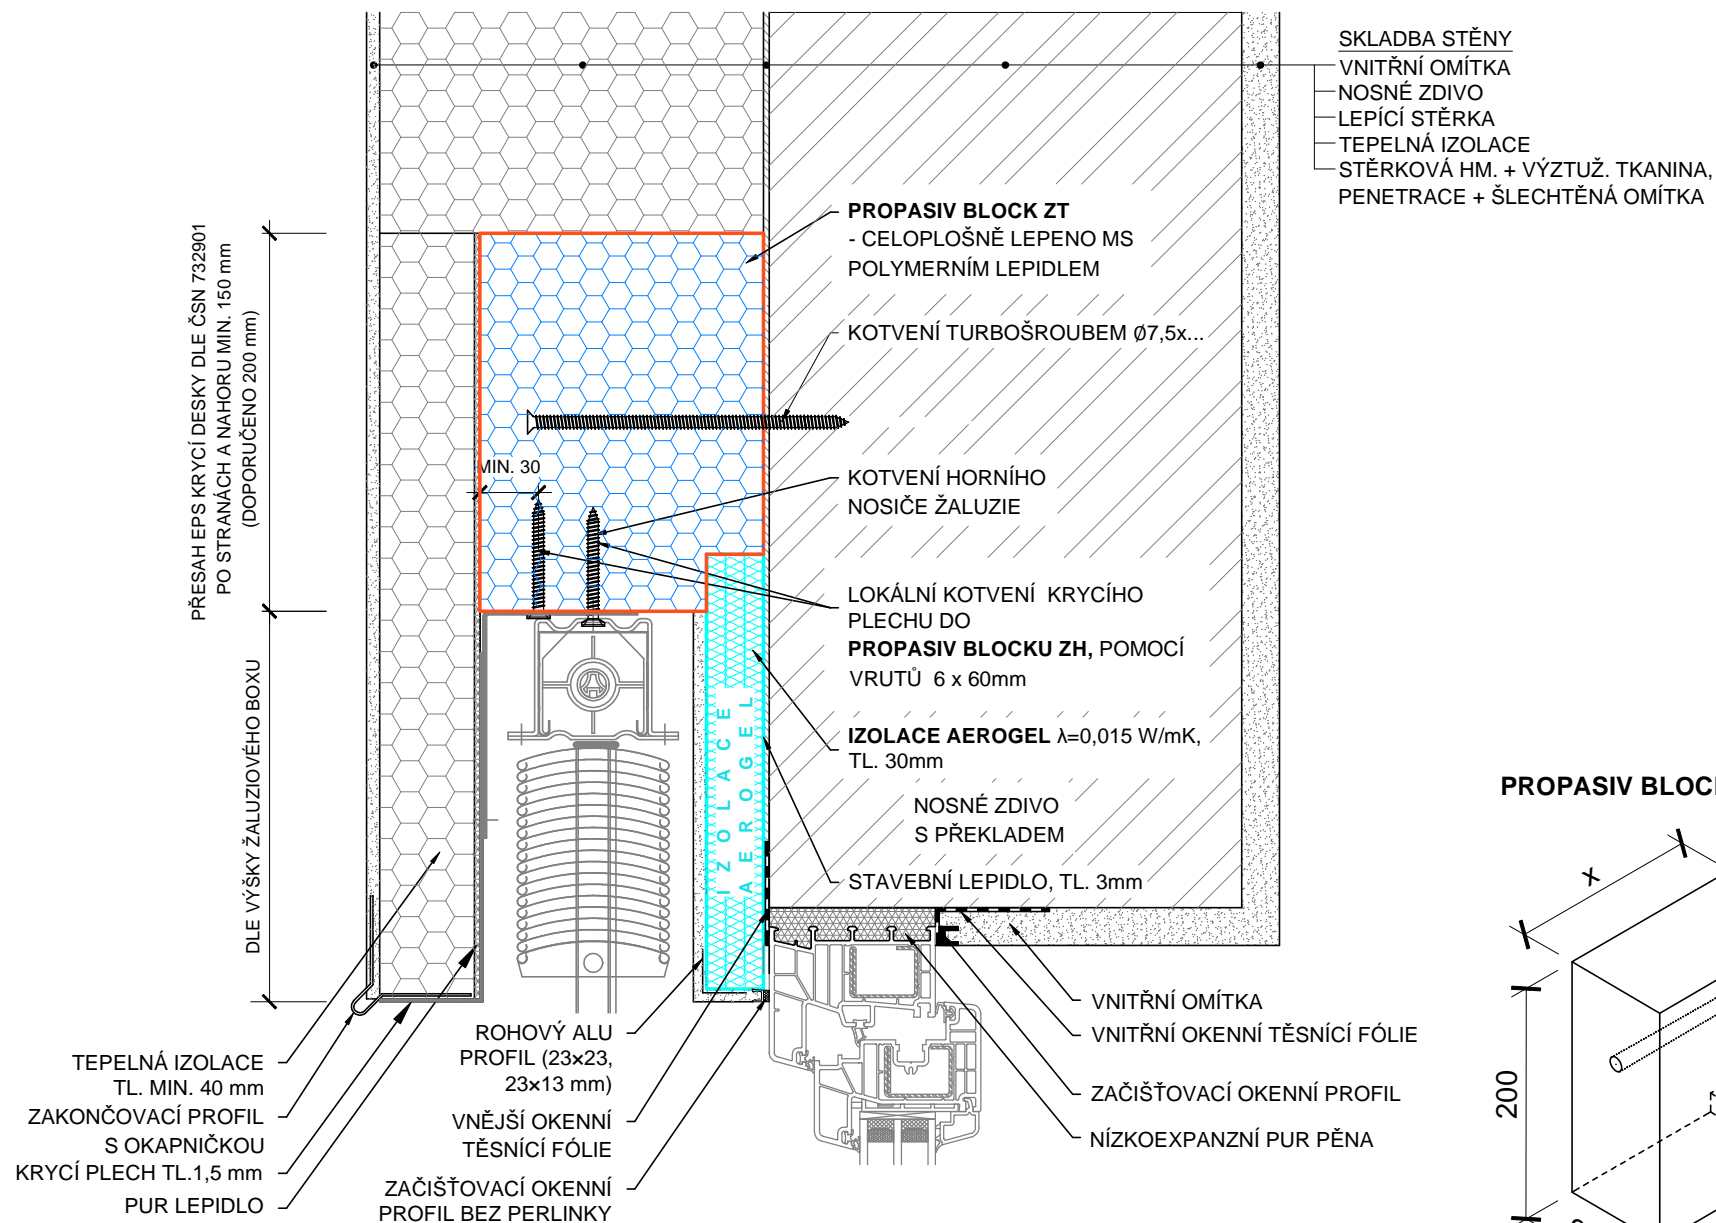 SKLADBA STĚNY
VNITŘNÍ OMÍTKA
NOSNÉ ZDIVO
LEPÍCÍ STĚRKA
TEPELNÁ IZOLACE
STĚRKOVÁ HM. + VÝZTUŽ. TKANINA,
PENETRACE + ŠLECHTĚNÁ OMÍTKA
PROPASIV BLOCK ZT
- CELOPLOŠNĚ LEPENO MS
POLYMERNÍM LEPIDLEM
KOTVENÍ TURBOŠROUBEM Ø7,5x...
KOTVENÍ HORNÍHO
NOSIČE ŽALUZIE
LOKÁLNÍ KOTVENÍ KRYCÍHO
PLECHU DO
PROPASIV BLOCKU ZH, POMOCÍ
VRUTŮ 6 x 60mm
IZOLACE AEROGEL λ=0,015 W/mK,
TL. 30mm
NOSNÉ ZDIVO
S PŘEKLADEM
STAVEBNÍ LEPIDLO, TL. 3mm
PŘESAH EPS KRYCÍ DESKY DLE ČSN 732901
PO STRANÁCH A NAHORU MIN. 150 mm
(DOPORUČENO 200 mm)
DLE VÝŠKY ŽALUZIOVÉHO BOXU
MIN. 30
IZOLACE
AEROGEL
TEPELNÁ IZOLACE
TL. MIN. 40 mm
ZAKONČOVACÍ PROFIL
S OKAPNIČKOU
KRYCÍ PLECH TL.1,5 mm
PUR LEPIDLO
ROHOVÝ ALU
PROFIL (23×23,
23×13 mm)
VNĚJŠÍ OKENNÍ
TĚSNÍCÍ FÓLIE
ZAČIŠŤOVACÍ OKENNÍ
PROFIL BEZ PERLINKY
VNITŘNÍ OMÍTKA
VNITŘNÍ OKENNÍ TĚSNÍCÍ FÓLIE
ZAČIŠŤOVACÍ OKENNÍ PROFIL
NÍZKOEXPANZNÍ PUR PĚNA
PROPASIV BLOC
X
200